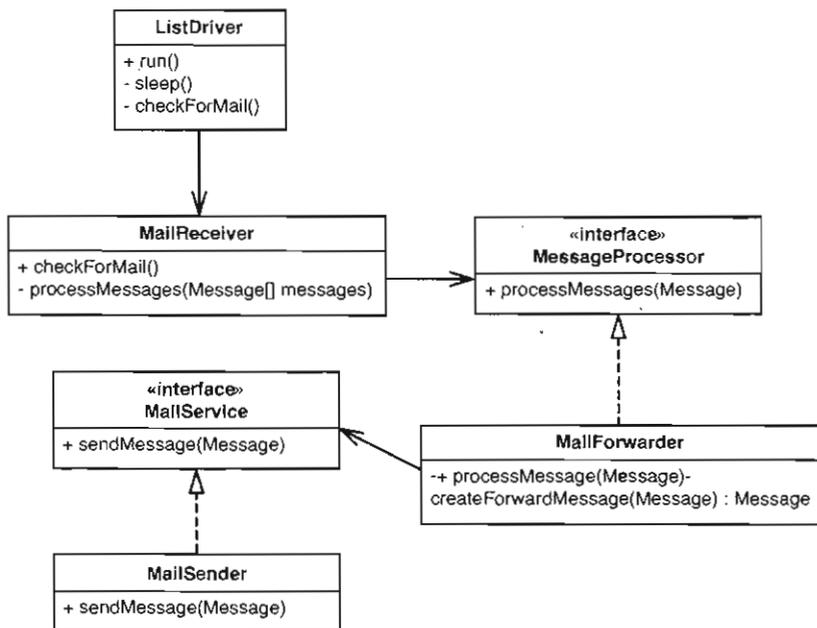 ListDriver
+ run()
- sleep()
- checkForMail()
MailReceiver
+ checkForMail()
- processMessages(Message[] messages)
«interface»
MessageProcessor
+ processMessages(Message)
«interface»
MailService
+ sendMessage(Message)
MailForwarder
-+ processMessage(Message)-
createForwardMessage(Message) : Message
MailSender
+ sendMessage(Message)